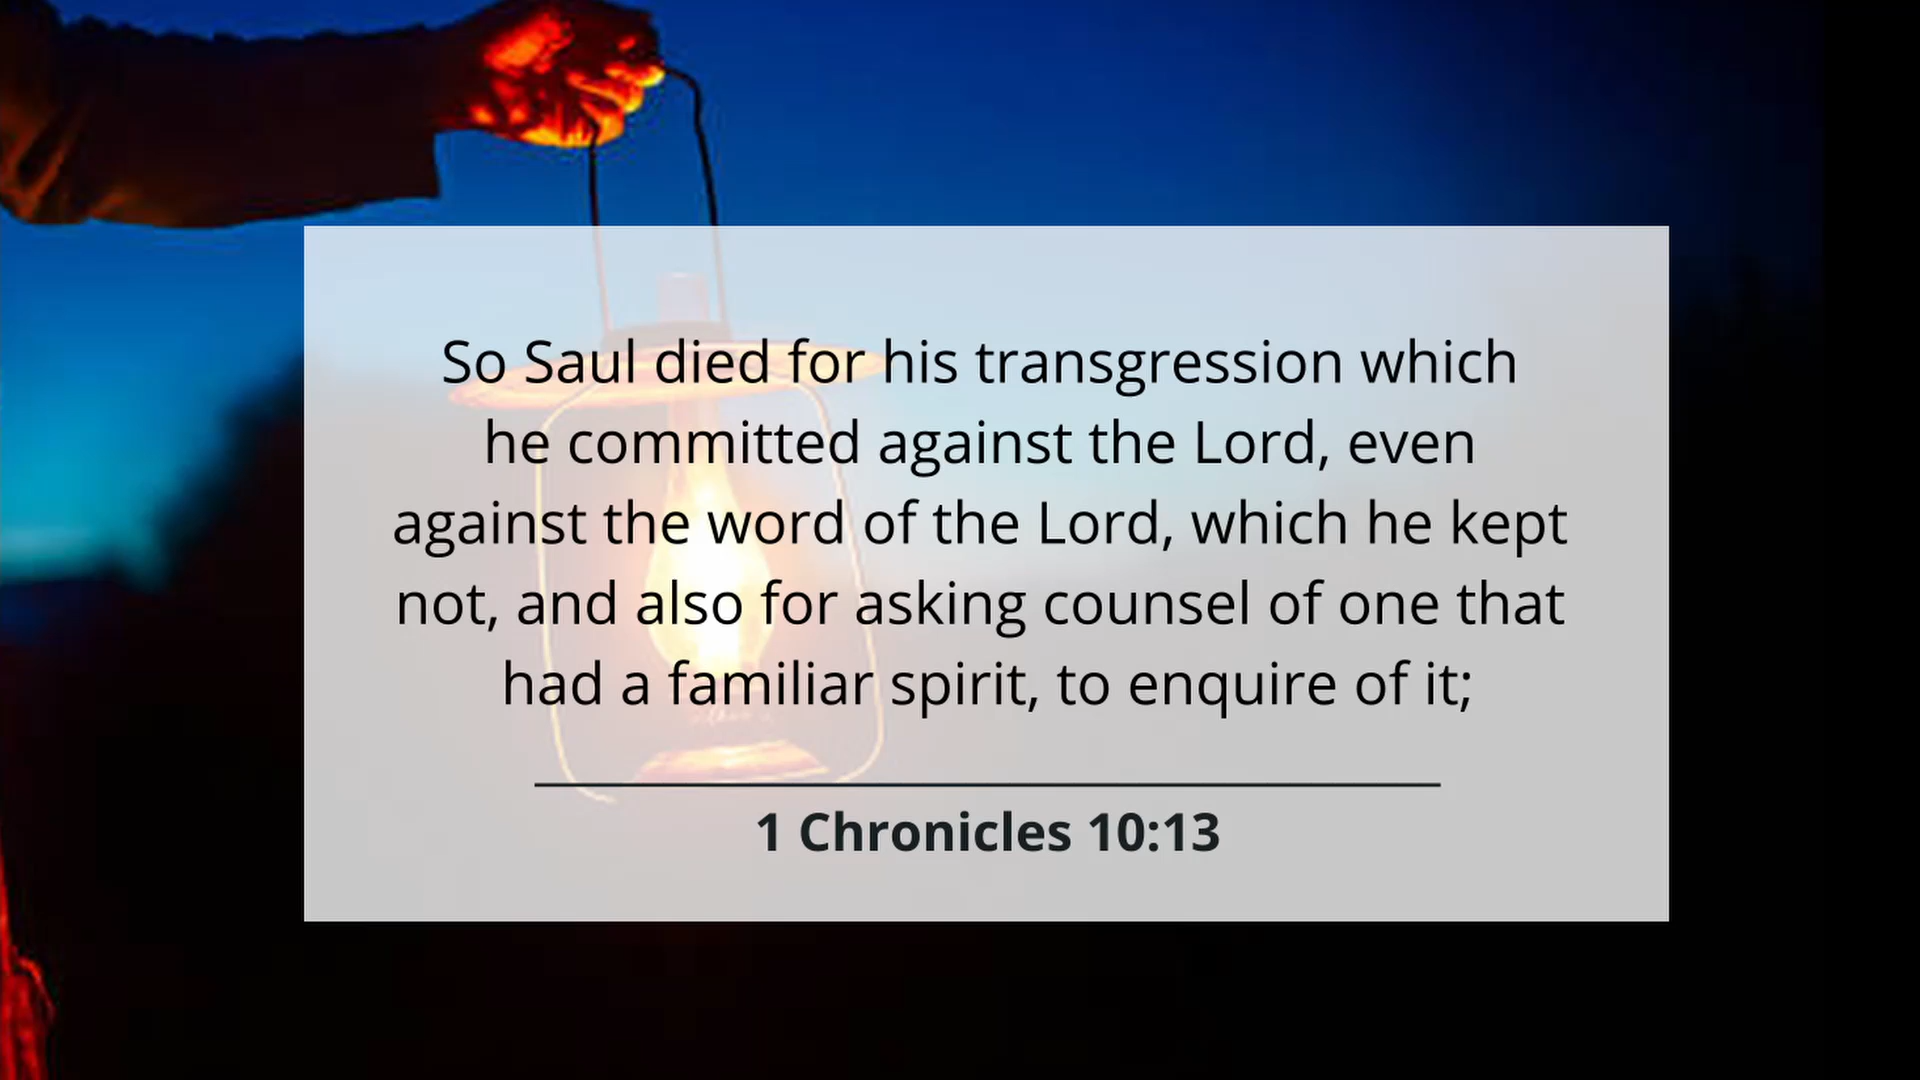 So Saul died for his transgression which
he committed against the Lord, even
against the word of the Lord, which he kept
not, and also for asking counsel of one that
had a familiar spirit, to enquire of it;
1 Chronicles 10:13